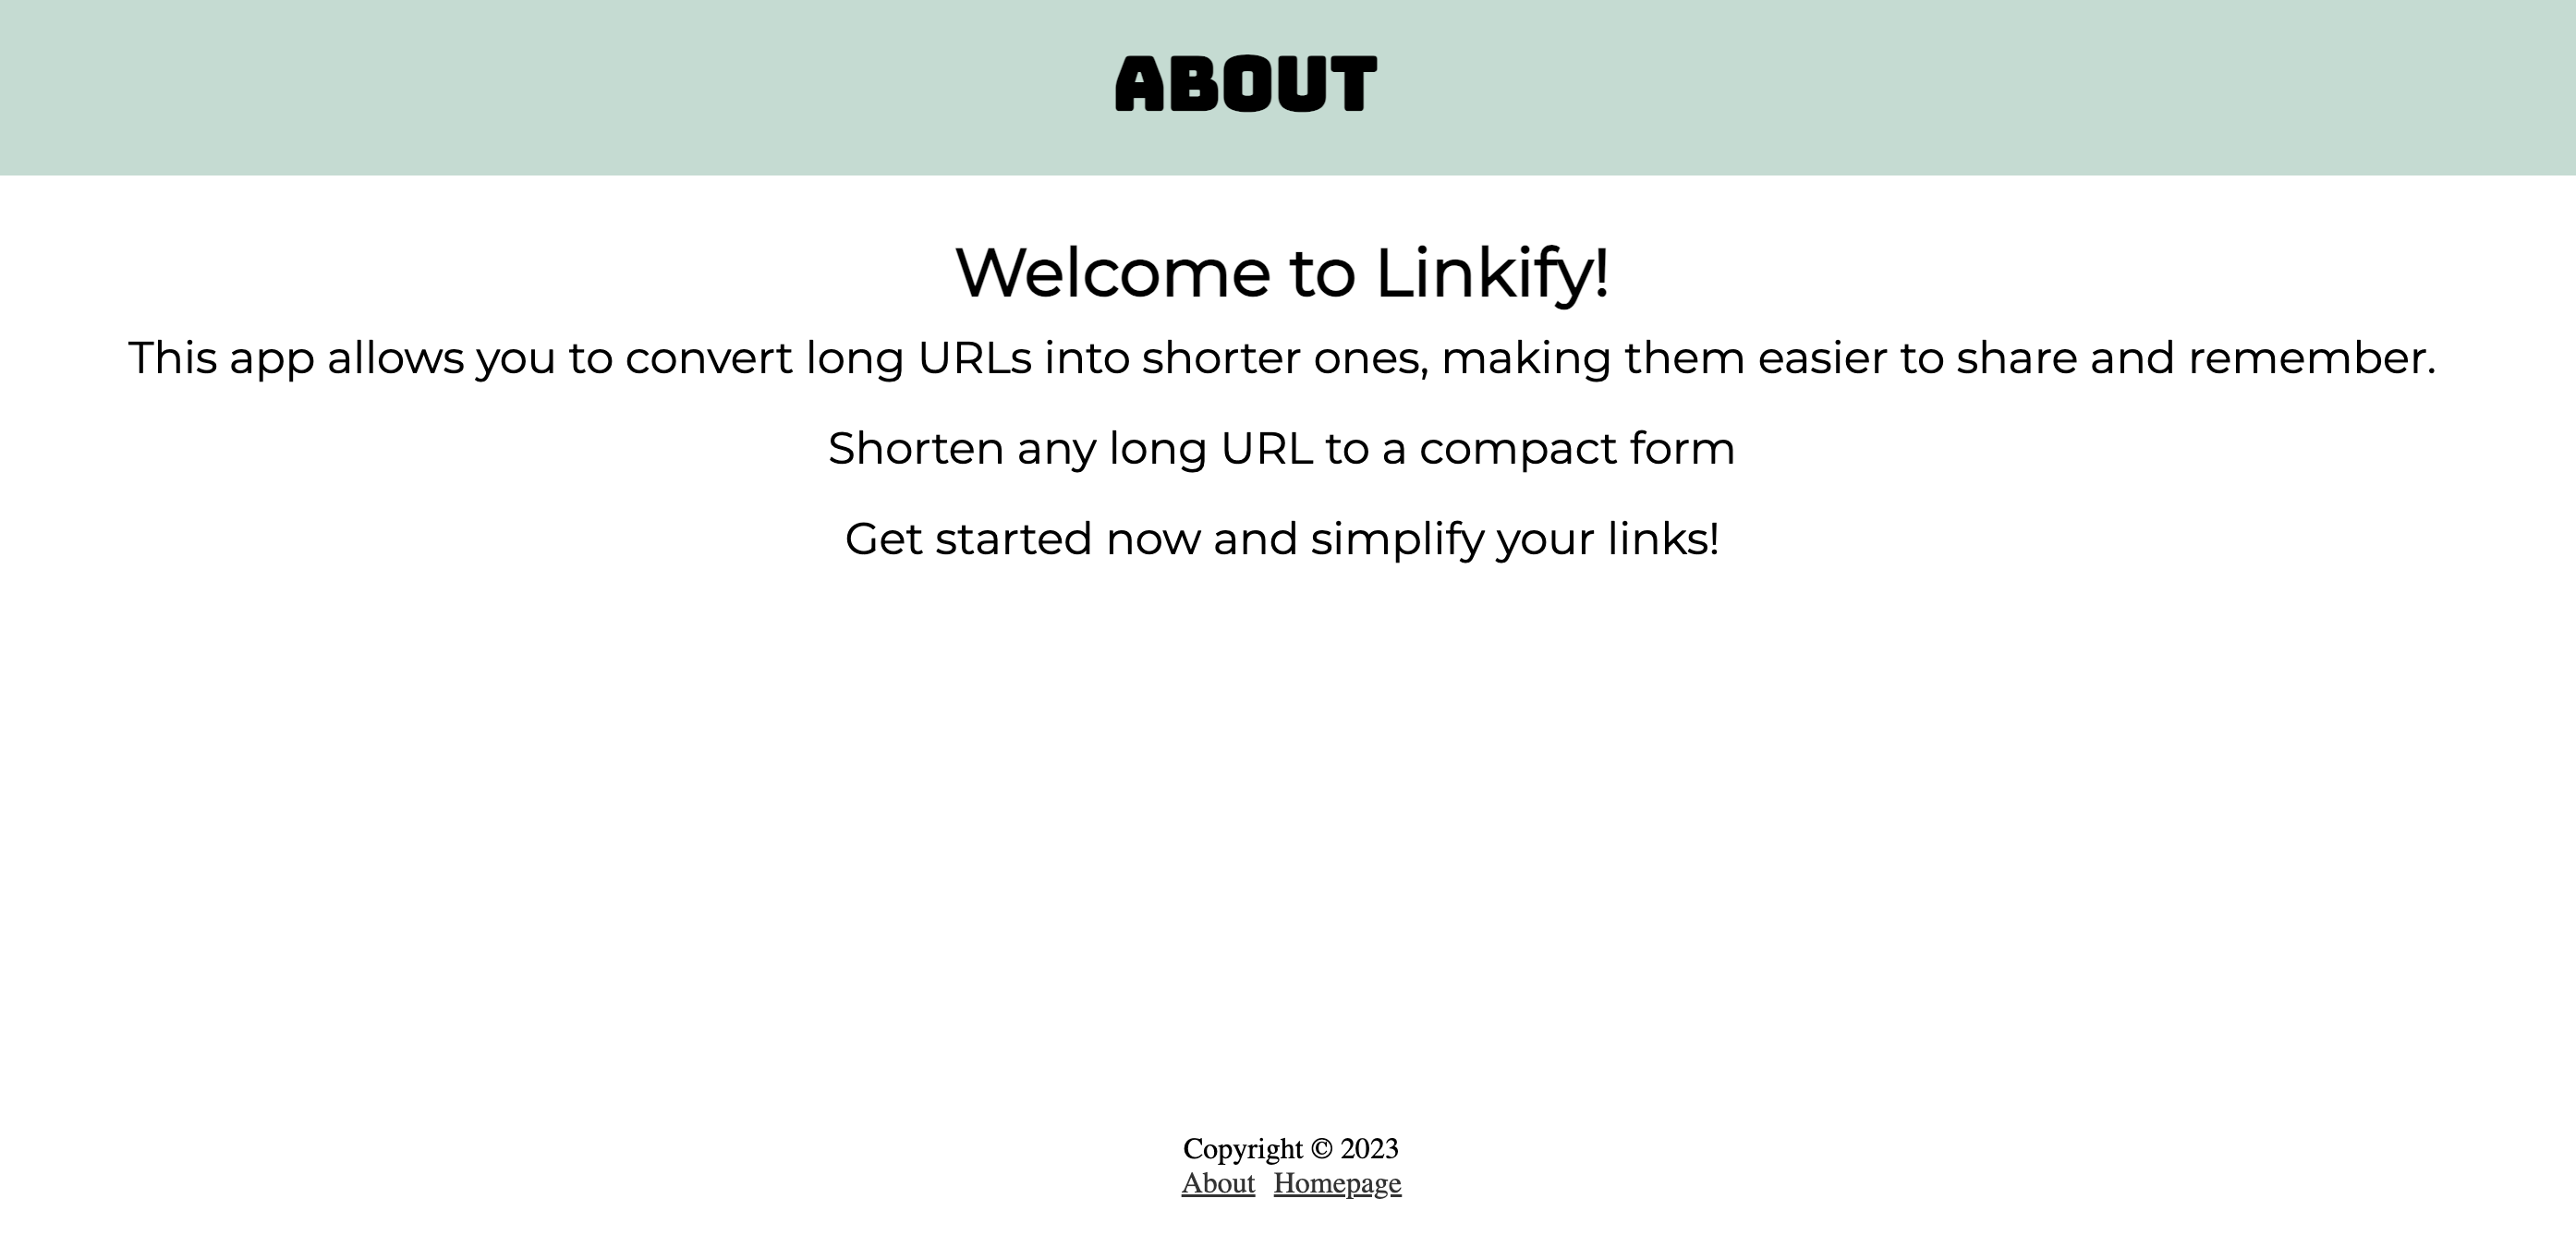 ABOUT
Welcome to Linkify!
This app allows you to convert long URLs into shorter ones, making them easier to share and remember.
Shorten any long URL to a compact form
Get started now and simplify your links!
Copyright © 2023
About Homepage